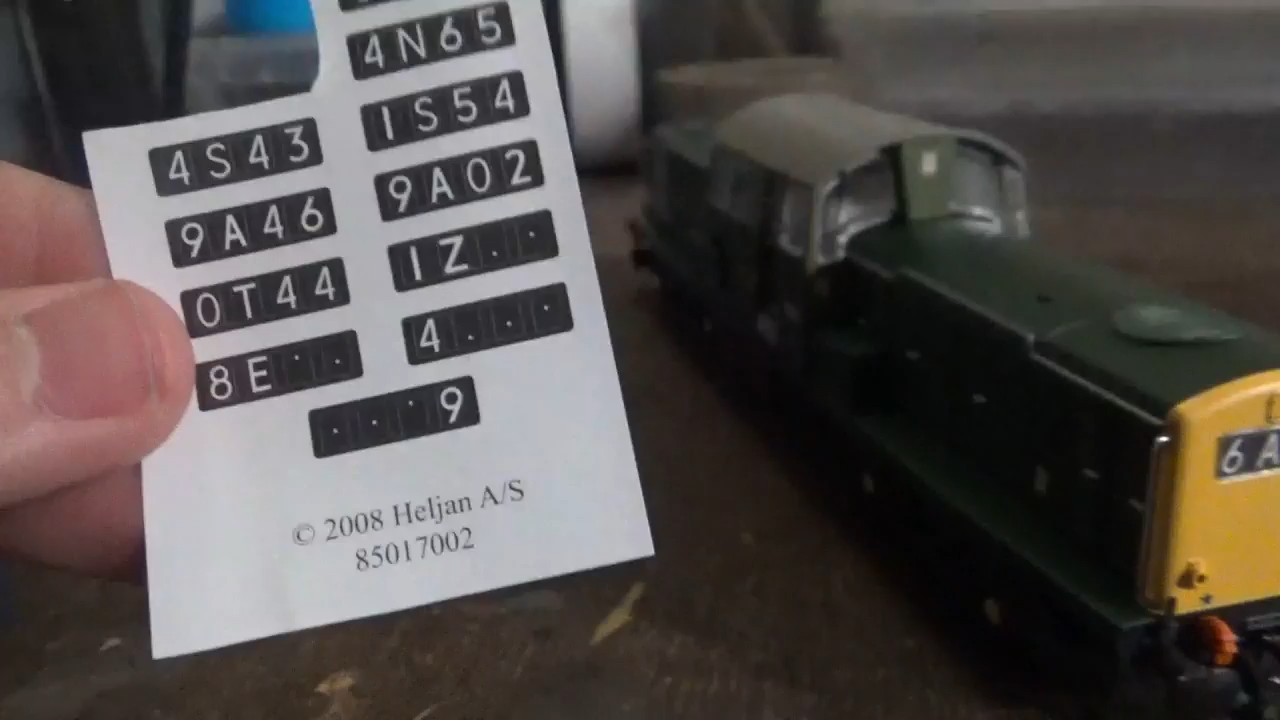 4N65
1S54
4S43
9A02
9A46
1Z..
0T44
4...
8E..
...9
© 2008 Heljan A/S
85017002
6A